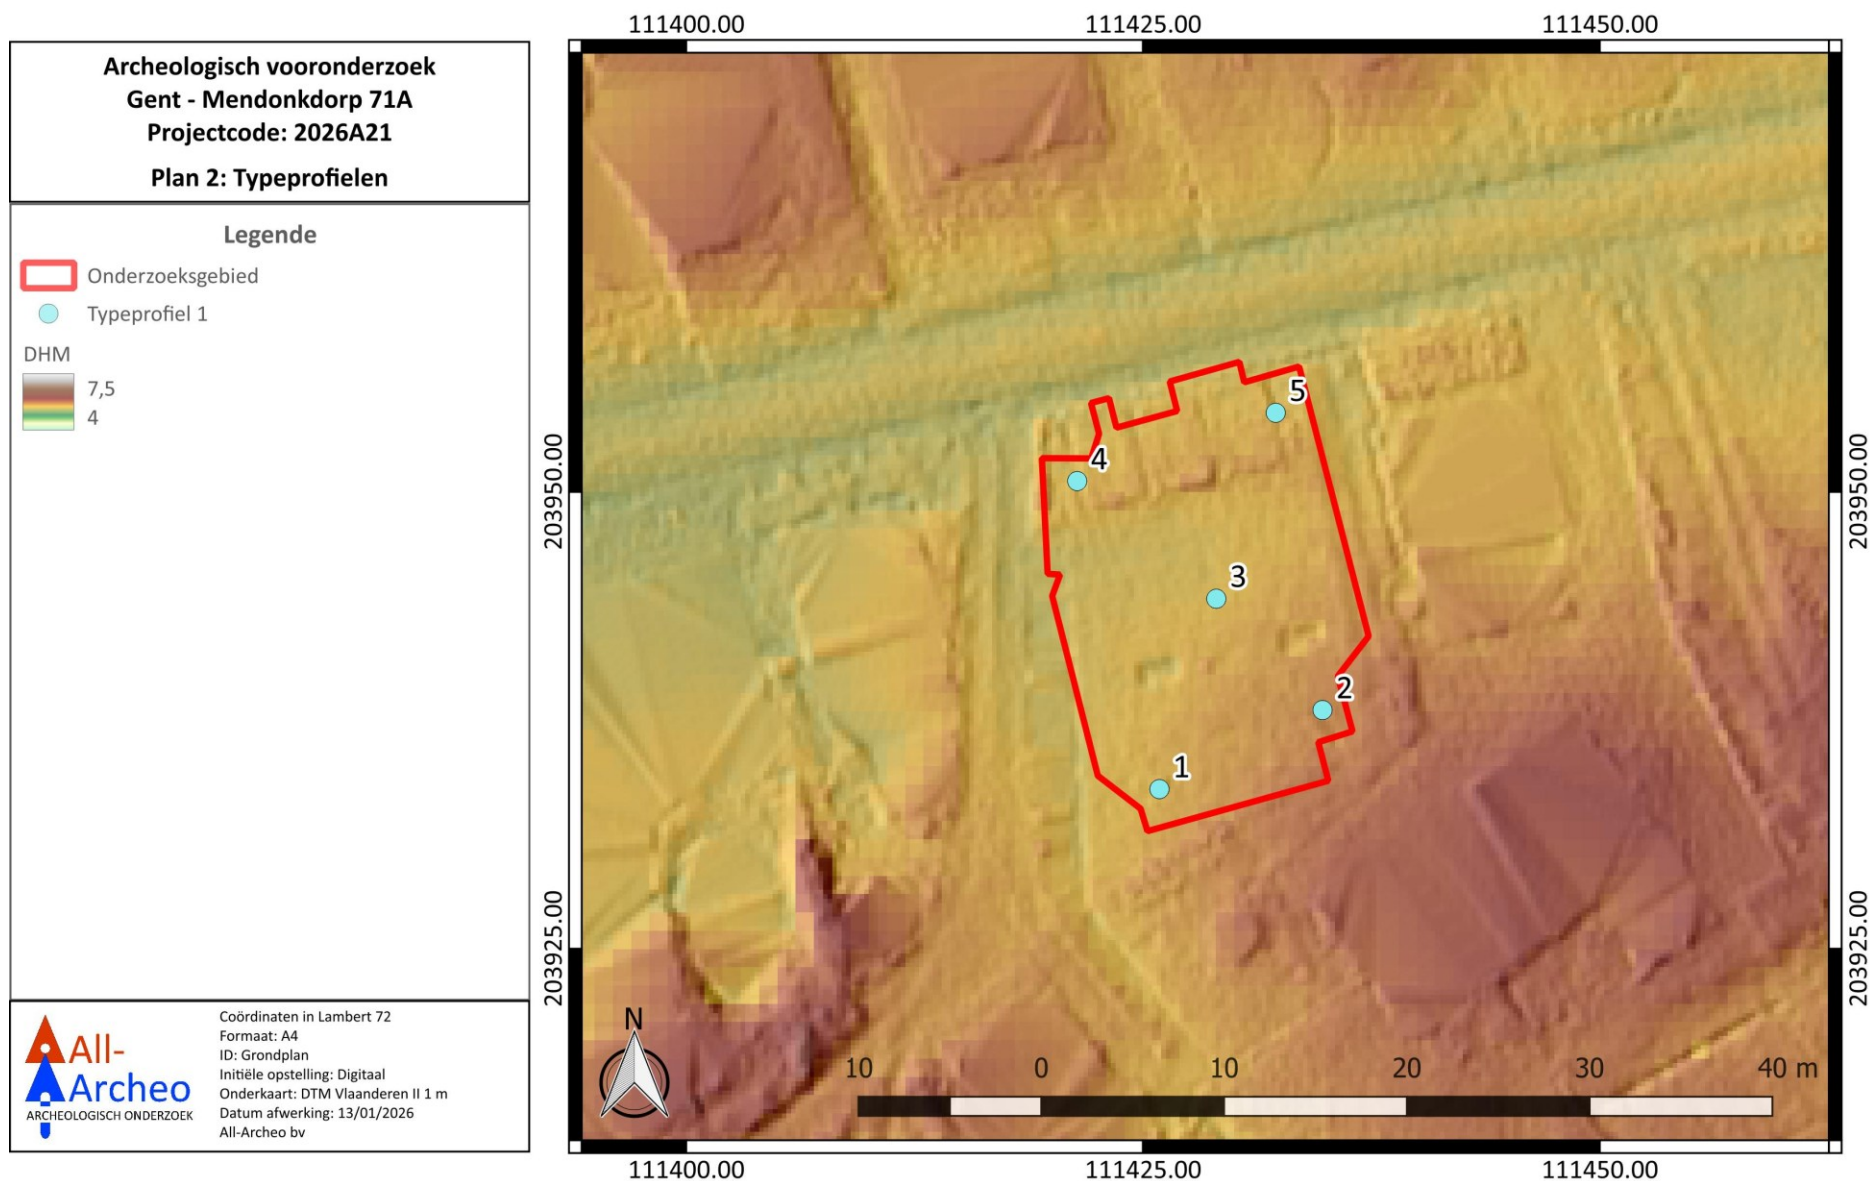 Archeologisch vooronderzoek
Gent - Mendonkdorp 71A
Projectcode: 2026A21
Plan 2: Typeprofielen
Legende
Onderzoeksgebied
Typeprofiel 1
DHM
7,5
4
All-
Archeo
ARCHEOLOGISCH ONDERZOEK
Coördinaten in Lambert 72
Formaat: A4
ID: Grondplan
Initiële opstelling: Digitaal
Onderkaart: DTM Vlaanderen II 1 m
Datum afwerking: 13/01/2026
All-Archeo bv
111400.00 111425.00 111450.00
203950.00 203950.00
203925.00 203925.00
5
4
3
2
1
N
10 0 10 20 30 40 m
111400.00 111425.00 111450.00